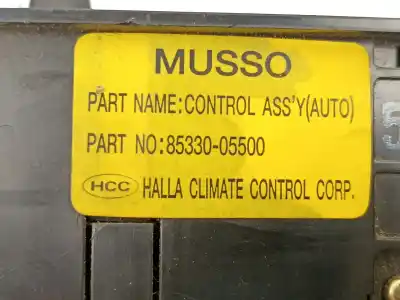 MUSSO
PART NAME:CONTROL ASS'Y(AUTO)
PART NO:85330-05500
HCC HALLA CLIMATE CONTROL CORP.